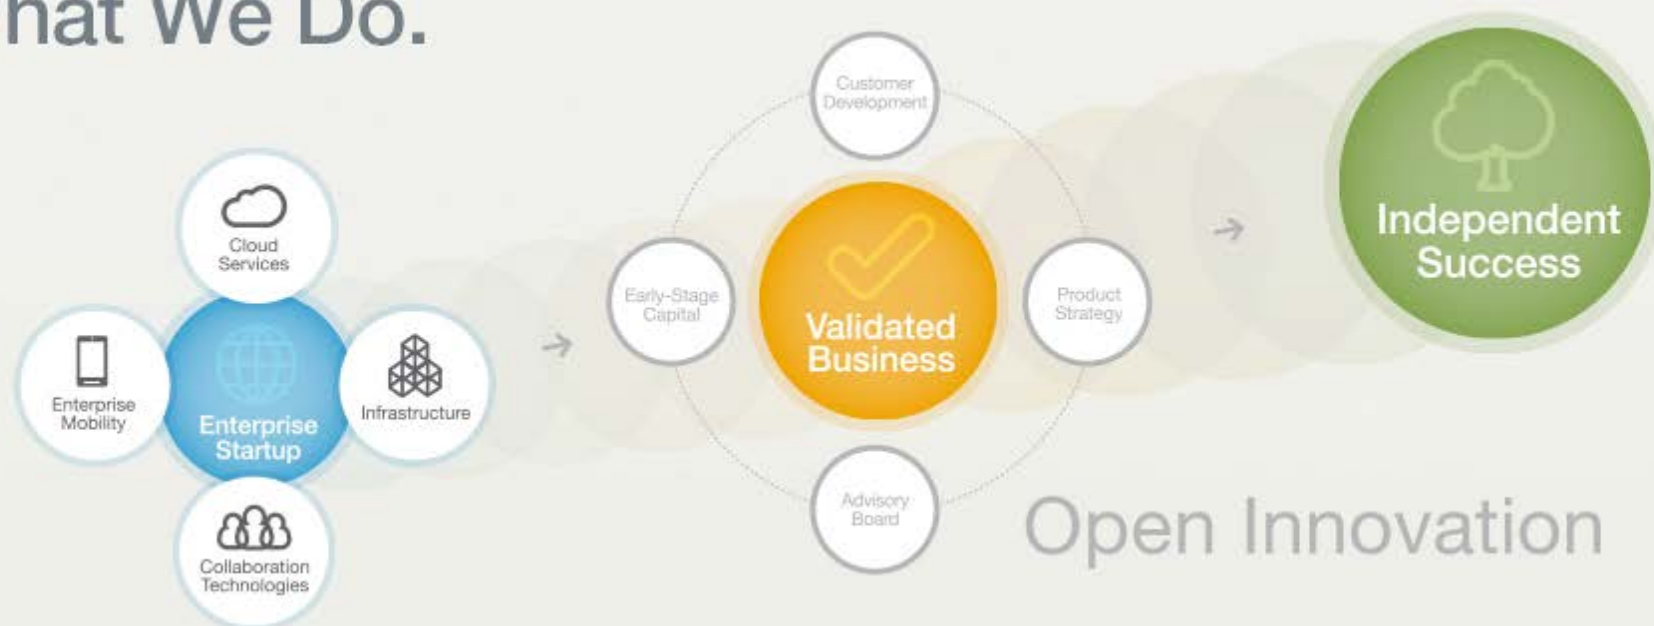 hat We Do.
Cloud
Services
Enterprise
Mobility
Enterprise
Startup
Infrastructure
Collaboration
Technologies
Customer
Development
Early-Stage
Capital
Validated
Business
Product
Strategy
Advisory
Board
Independent
Success
Open Innovation